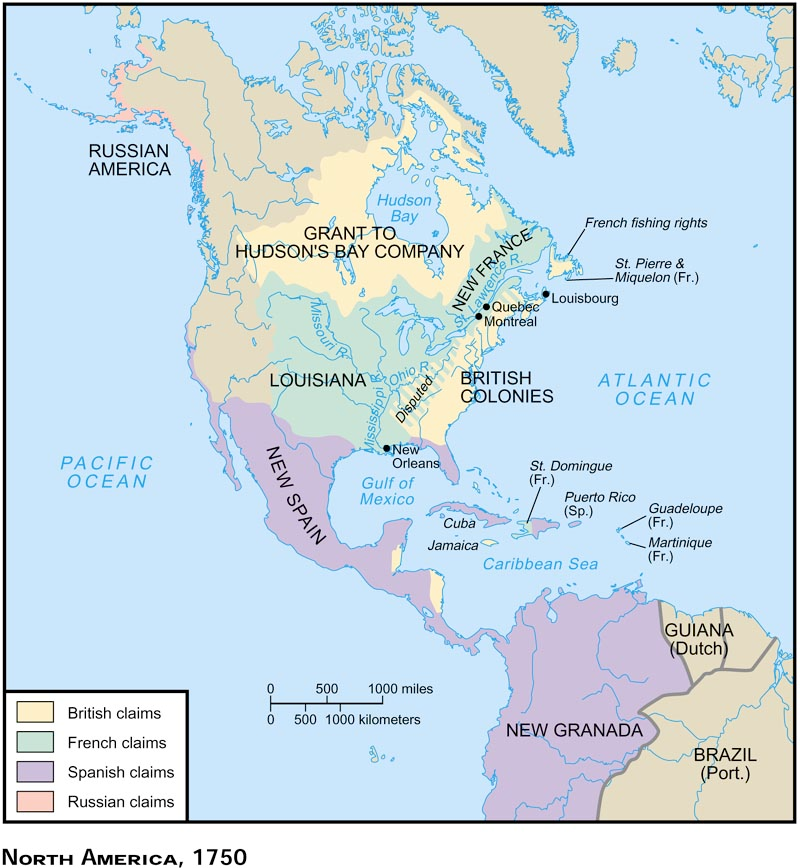 RUSSIAN
AMERICA
Hudson
Bay
GRANT TO
HUDSON'S BAY COMPANY
NEW FRANCE
St. Lawrence R.
French fishing rights
St. Pierre &
Miquelon (Fr.)
Louisbourg
Quebec
Montreal
Missouri R.
Ohio R.
LOUISIANA
Mississippi R.
Disputed
BRITISH
COLONIES
ATLANTIC
OCEAN
PACIFIC
OCEAN
New
Orleans
NEW SPAIN
Gulf of
Mexico
St. Domingue
(Fr.)
Puerto Rico
(Sp.)
Guadeloupe
(Fr.)
Martinique
(Fr.)
Cuba
Jamaica
Caribbean Sea
GUIANA
(Dutch)
NEW GRANADA
BRAZIL
(Port.)
0 500 1000 miles
0 500 1000 kilometers
British claims
French claims
Spanish claims
Russian claims
NORTH AMERICA, 1750